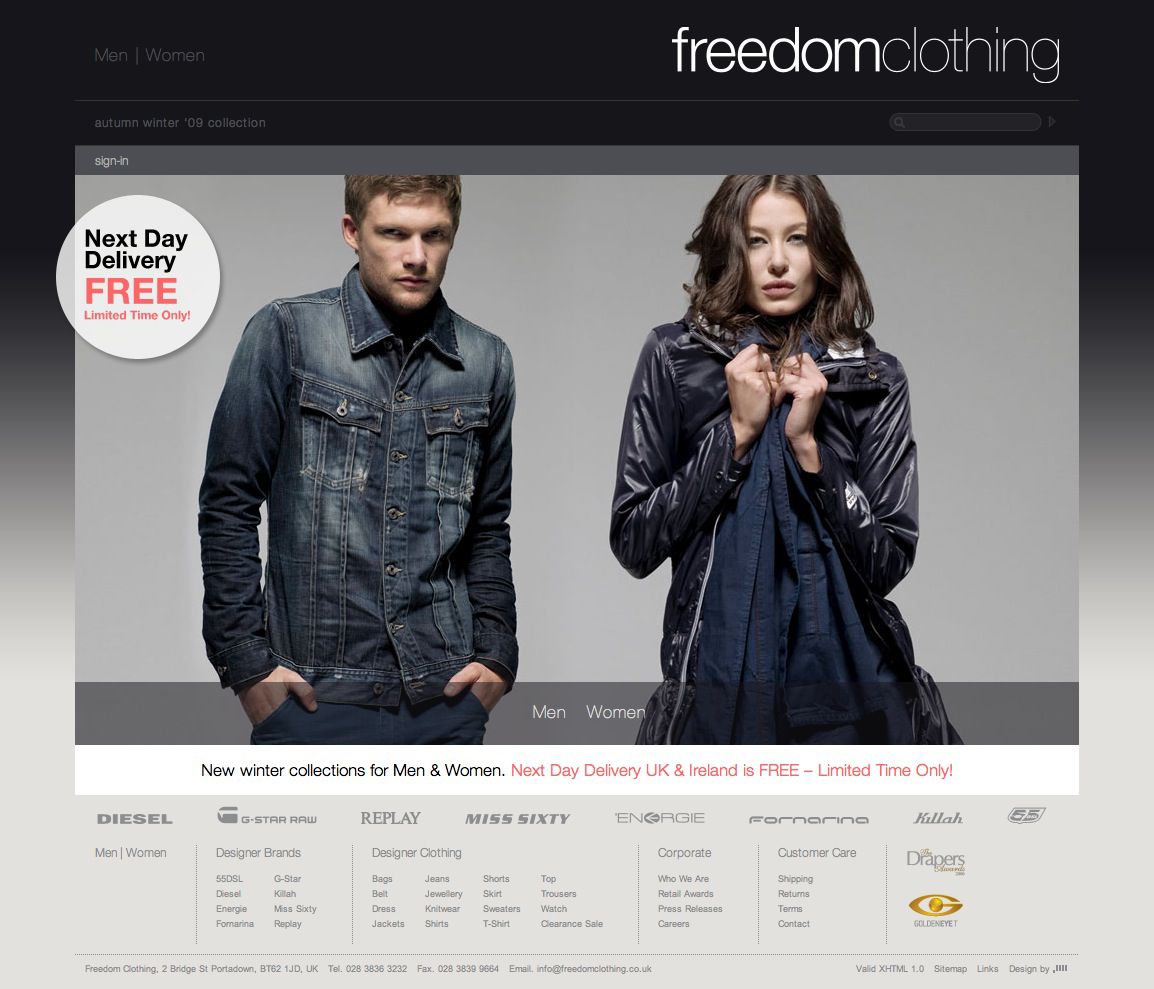 Men | Women
freedomclothing
autumn winter '09 collection
sign-in
Next Day
Delivery
FREE
Limited Time Only!
Men Women
New winter collections for Men & Women. Next Day Delivery UK & Ireland is FREE – Limited Time Only!
DIESEL G-STAR RAW REPLAY MISS SIXTY 'ENERGIE FORNARINA Killah 55
Men | Women
Designer Brands
55DSL G-Star
Diesel Killah
Energie Miss Sixty
Fornarina Replay
Designer Clothing
Bags Jeans Shorts Top
Belt Jewellery Skirt Trousers
Dress Knitwear Sweaters Watch
Jackets Shirts T-Shirt Clearance Sale
Corporate
Who We Are
Retail Awards
Press Releases
Careers
Customer Care
Shipping
Returns
Terms
Contact
The
Drapers
Awards
GOLDENEYET
Freedom Clothing, 2 Bridge St Portadown, BT62 1JD, UK Tel. 028 3836 3232 Fax. 028 3839 9664 Email. info@freedomclothing.co.uk
Valid XHTML 1.0 Sitemap Links Design by